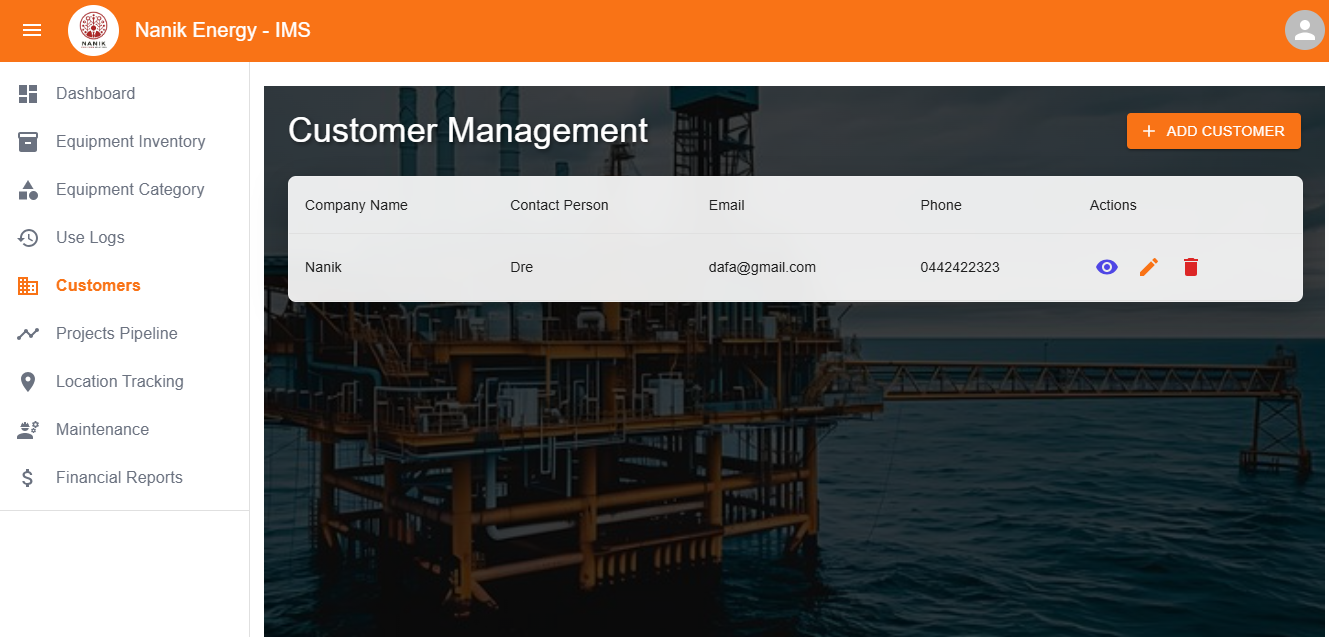 NANIK
Nanik Energy - IMS
Dashboard
Equipment Inventory
Equipment Category
Use Logs
Customers
Projects Pipeline
Location Tracking
Maintenance
Financial Reports
Customer Management
+ ADD CUSTOMER
Company Name Contact Person Email Phone Actions
Nanik Dre dafa@gmail.com 0442422323